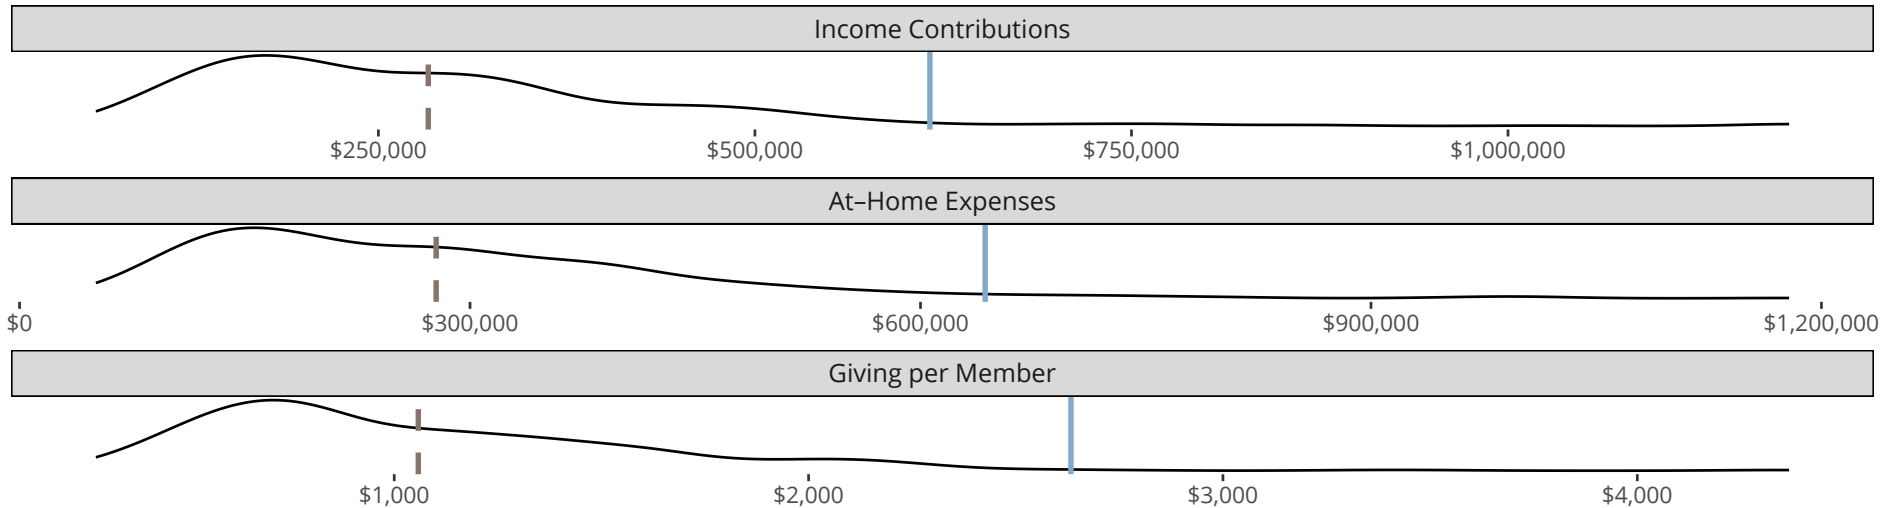 Income Contributions
$250,000 $500,000 $750,000 $1,000,000
At–Home Expenses
$0 $300,000 $600,000 $900,000 $1,200,000
Giving per Member
$1,000 $2,000 $3,000 $4,000